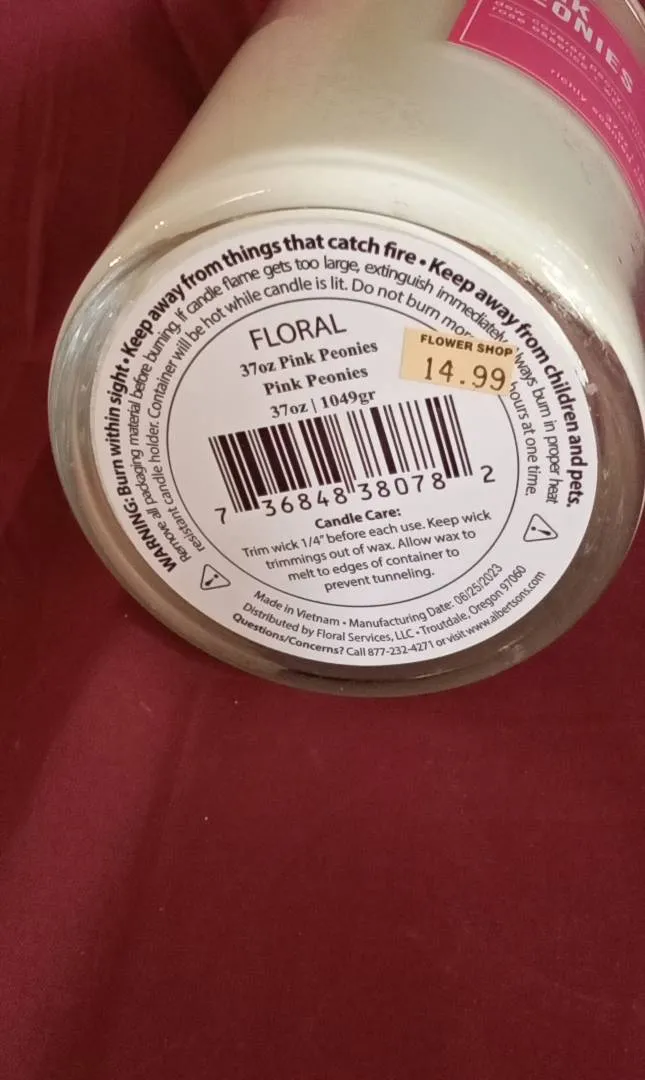 PEONIES
richly scented
WARNING: Burn within sight • Keep away from things that catch fire • Keep away from children and pets.
Remove all packaging material before burning. If candle flame gets too large, extinguish immediately. Always burn in proper heat
resistant candle holder. Container will be hot while candle is lit. Do not burn more hours at one time.
FLORAL
37oz Pink Peonies
Pink Peonies
37oz | 1049gr
FLOWER SHOP
14.99
7 36848 38078 2
Candle Care:
Trim wick 1/4" before each use. Keep wick
trimmings out of wax. Allow wax to
melt to edges of container to
prevent tunneling.
Made in Vietnam • Manufacturing Date: 06/25/2023
Distributed by Floral Services, LLC • Troutdale, Oregon 97060
Questions/Concerns? Call 877-232-4271 or visit www.albertsons.com